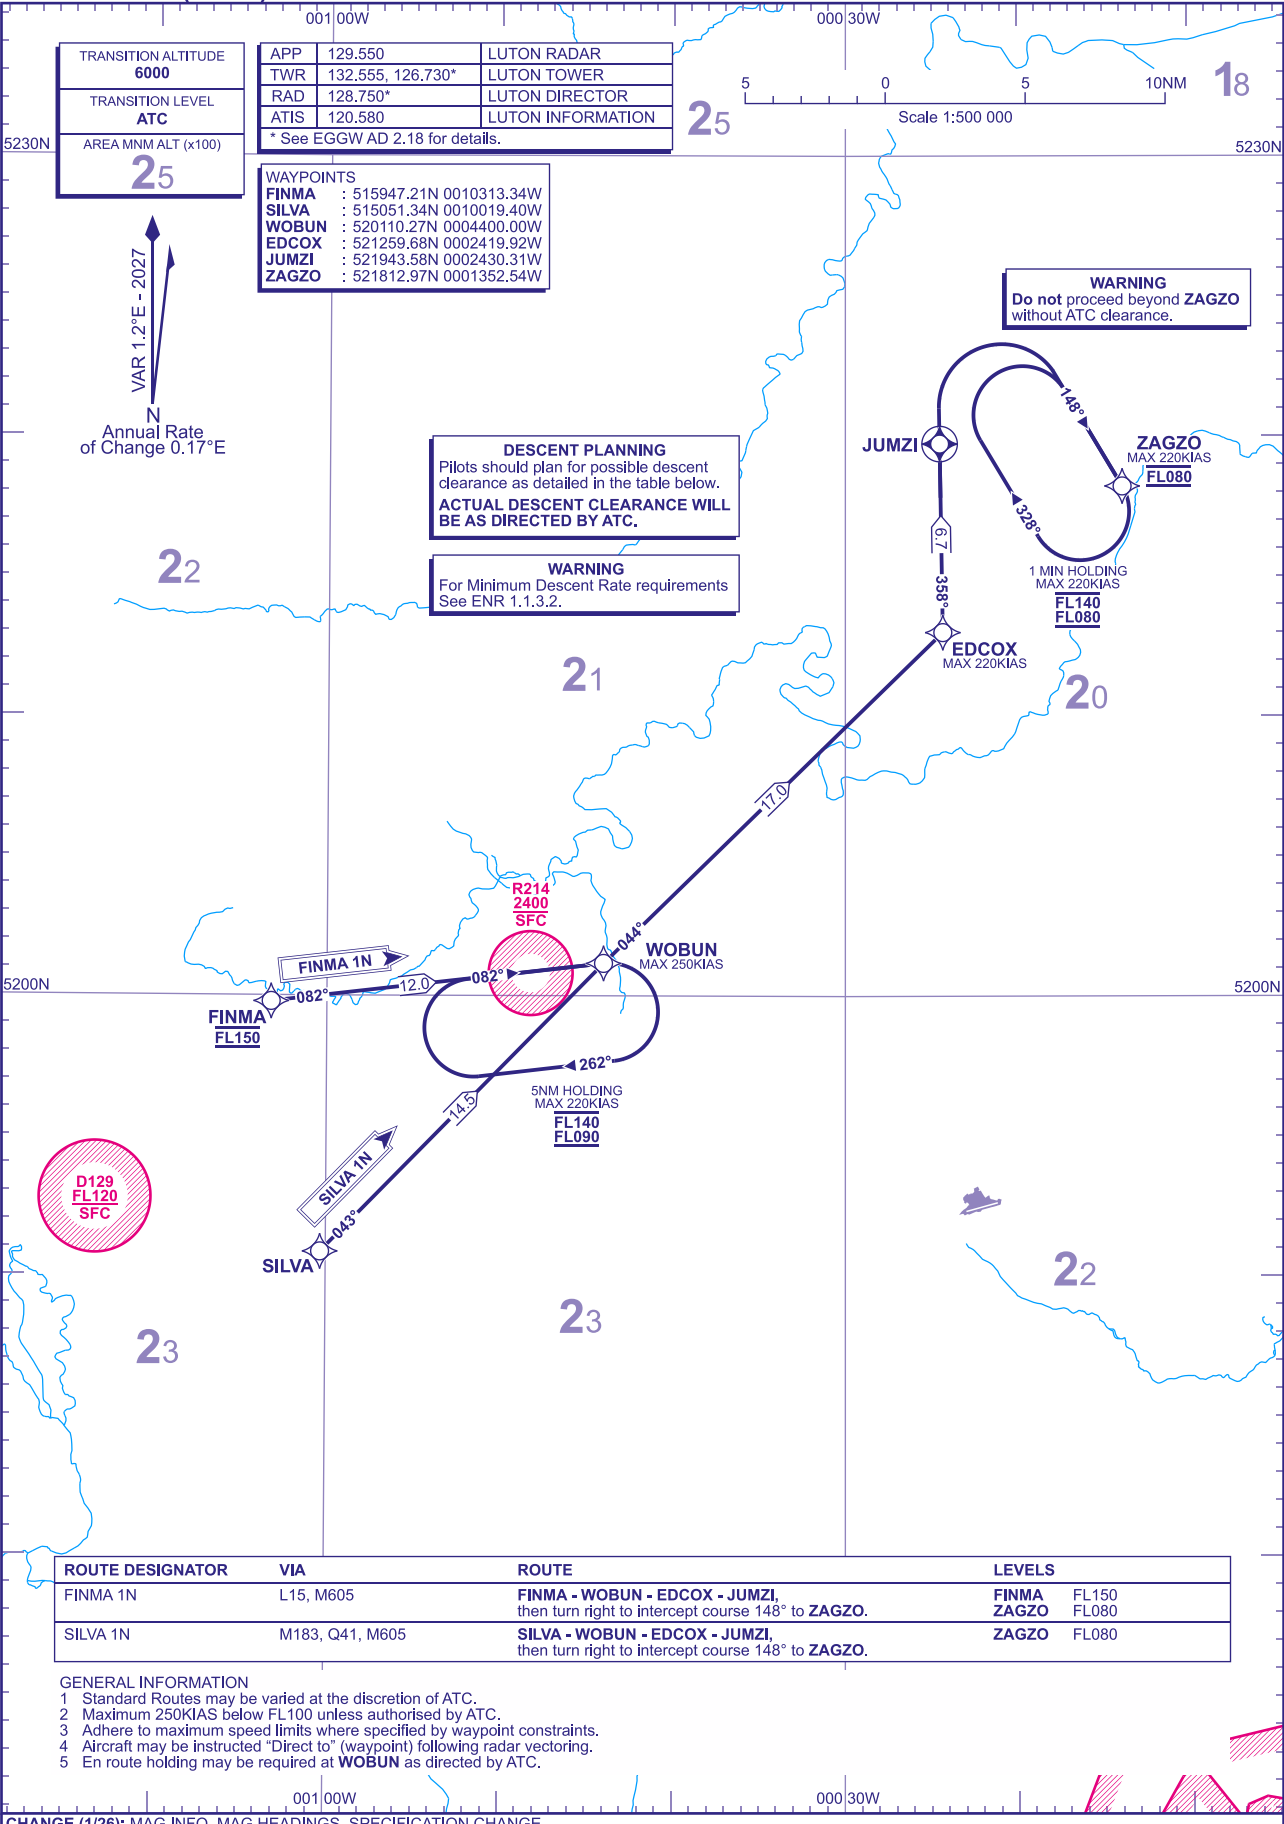 00100W
00030W
TRANSITION ALTITUDE
6000
TRANSITION LEVEL
ATC
AREA MNM ALT (x100)
25
APP 129.550 LUTON RADAR
TWR 132.555, 126.730* LUTON TOWER
RAD 128.750* LUTON DIRECTOR
ATIS 120.580 LUTON INFORMATION
* See EGGW AD 2.18 for details.
25
5 0 5 10NM
Scale 1:500 000
18
5230N
5230N
WAYPOINTS
FINMA : 515947.21N 0010313.34W
SILVA : 515051.34N 0010019.40W
WOBUN : 520110.27N 0004400.00W
EDCOX : 521259.68N 0002419.92W
JUMZI : 521943.58N 0002430.31W
ZAGZO : 521812.97N 0001352.54W
VAR 1.2°E - 2027
N
Annual Rate
of Change 0.17°E
WARNING
Do not proceed beyond ZAGZO
without ATC clearance.
DESCENT PLANNING
Pilots should plan for possible descent
clearance as detailed in the table below.
ACTUAL DESCENT CLEARANCE WILL
BE AS DIRECTED BY ATC.
WARNING
For Minimum Descent Rate requirements
See ENR 1.1.3.2.
148°
JUMZI
ZAGZO
MAX 220KIAS
FL080
328°
6.7
358°
1 MIN HOLDING
MAX 220KIAS
FL140
FL080
22
EDCOX
MAX 220KIAS
21
20
17.0
R214
2400
SFC
044°
WOBUN
MAX 250KIAS
FINMA 1N
082°
12.0
082°
5200N
5200N
FINMA
FL150
262°
5NM HOLDING
MAX 220KIAS
FL140
FL090
14.5
SILVA 1N
043°
SILVA
D129
FL120
SFC
22
23
23
ROUTE DESIGNATOR VIA ROUTE LEVELS
FINMA 1N L15, M605 FINMA - WOBUN - EDCOX - JUMZI, FINMA FL150
then turn right to intercept course 148° to ZAGZO. ZAGZO FL080
SILVA 1N M183, Q41, M605 SILVA - WOBUN - EDCOX - JUMZI, ZAGZO FL080
then turn right to intercept course 148° to ZAGZO.
GENERAL INFORMATION
1 Standard Routes may be varied at the discretion of ATC.
2 Maximum 250KIAS below FL100 unless authorised by ATC.
3 Adhere to maximum speed limits where specified by waypoint constraints.
4 Aircraft may be instructed “Direct to” (waypoint) following radar vectoring.
5 En route holding may be required at WOBUN as directed by ATC.
00100W
00030W
CHANGE (1/26): MAG INFO, MAG HEADINGS, SPECIFICATION CHANGE